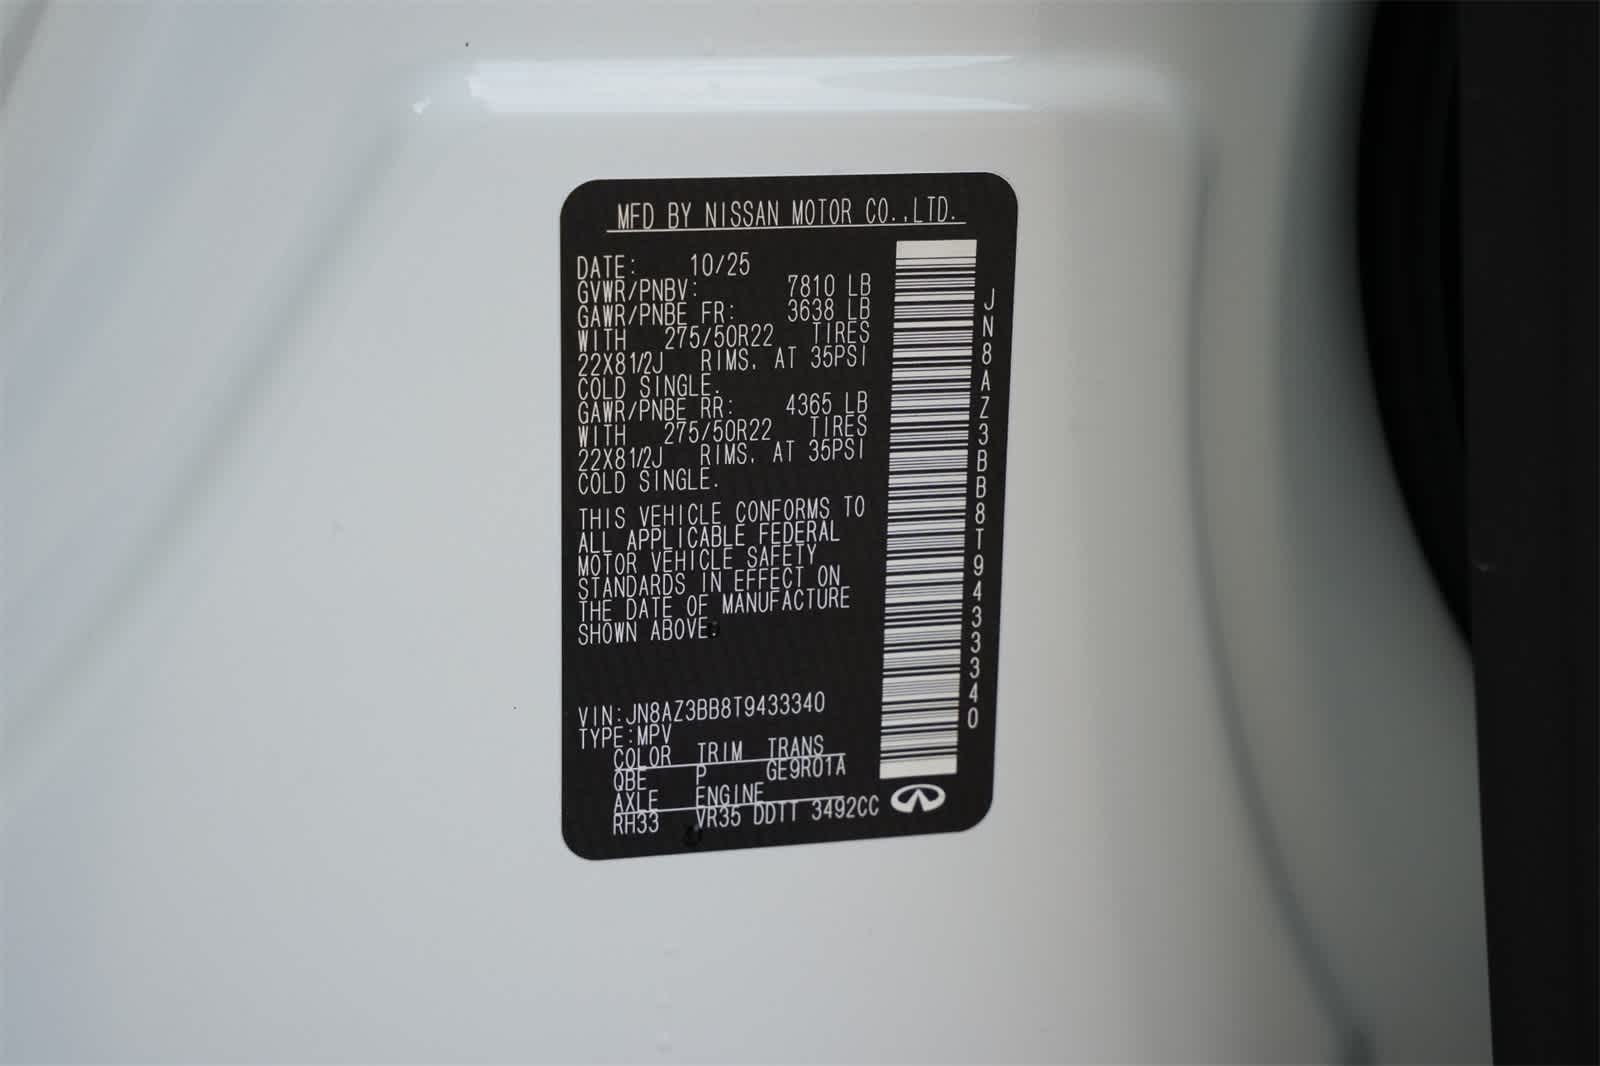 MFD BY NISSAN MOTOR CO.,LTD.
DATE: 10/25
GVWR/PNBV: 7810 LB
GAWR/PNBE FR: 3638 LB
WITH 275/50R22 TIRES
22X81/2J RIMS, AT 35PSI
COLD SINGLE.
GAWR/PNBE RR: 4365 LB
WITH 275/50R22 TIRES
22X81/2J RIMS, AT 35PSI
COLD SINGLE.
THIS VEHICLE CONFORMS TO
ALL APPLICABLE FEDERAL
MOTOR VEHICLE SAFETY
STANDARDS IN EFFECT ON
THE DATE OF MANUFACTURE
SHOWN ABOVE.
VIN:JN8AZ3BB8T9433340
TYPE:MPV
COLOR TRIM TRANS
QBE P GE9R01A
AXLE ENGINE
RH33 VR35 DDTT 3492CC
JN8AZ3BB8T9433340